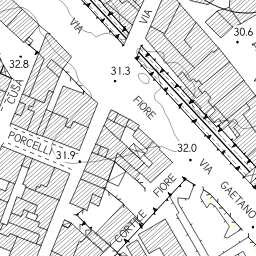 VIA
VIA
30.6
32.8
31.3
CUSA
FIORE
PORCELLI
31.9
32.0
VIA
GAETANO
FIORE
CORTILE